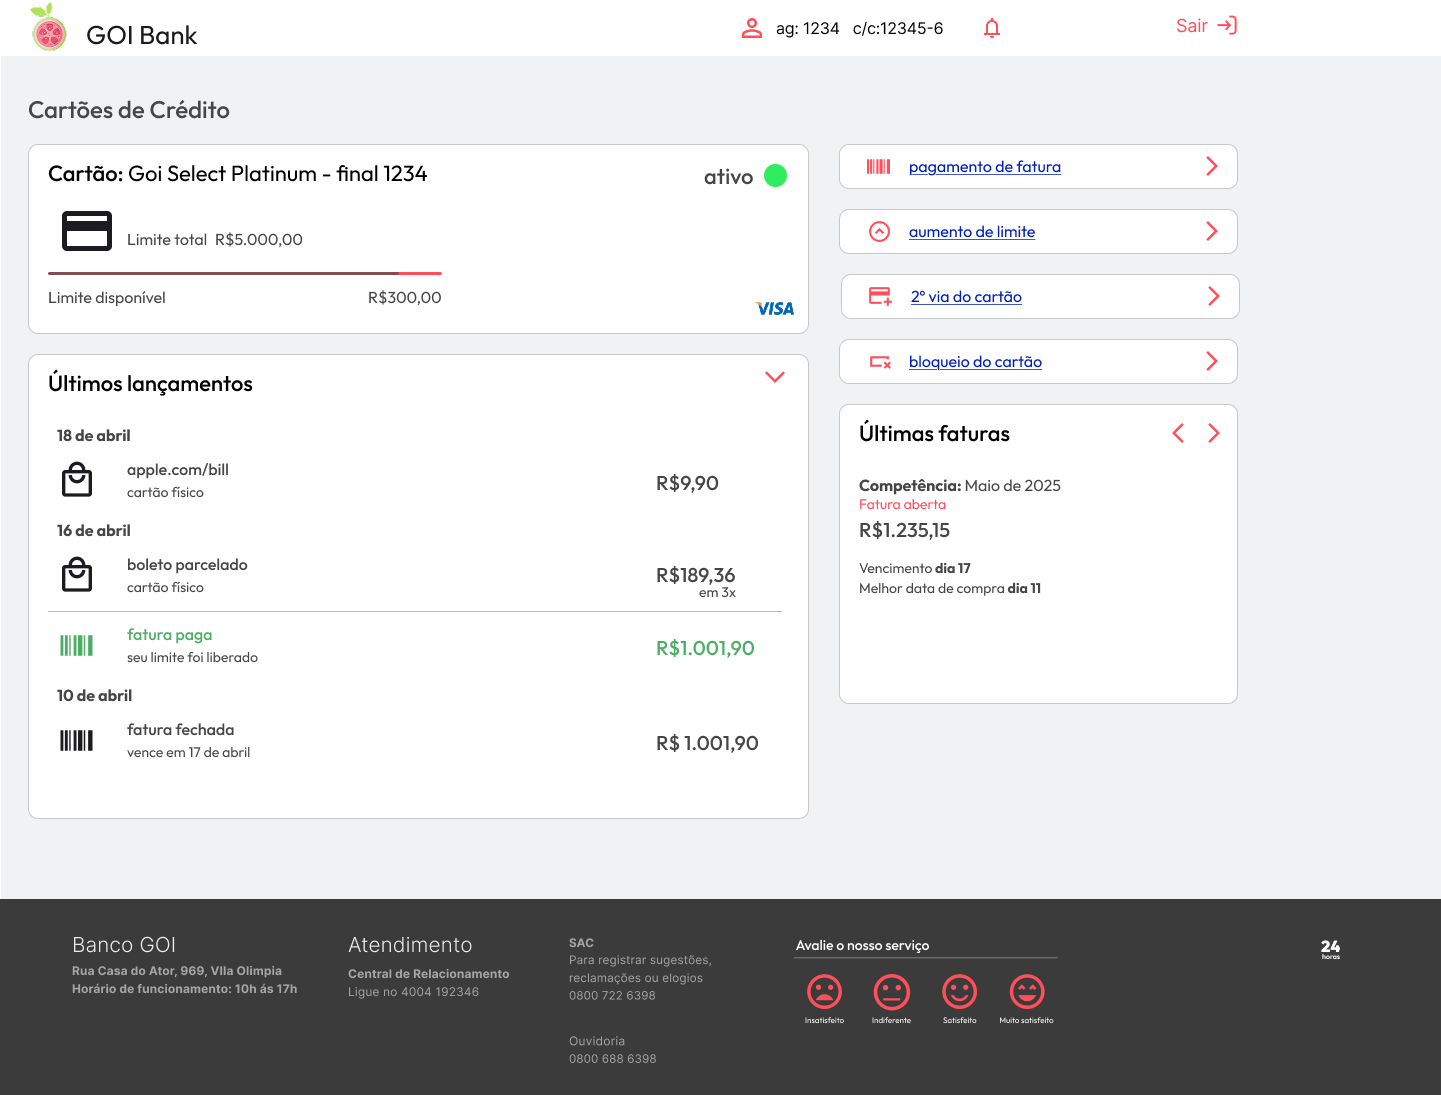 GOI Bank
ag: 1234 c/c:12345-6
Sair
Cartões de Crédito
Cartão: Goi Select Platinum - final 1234
ativo
Limite total R$5.000,00
Limite disponível R$300,00
VISA
Últimos lançamentos
18 de abril
apple.com/bill
cartão físico
R$9,90
16 de abril
boleto parcelado
cartão físico
R$189,36
em 3x
fatura paga
seu limite foi liberado
R$1.001,90
10 de abril
fatura fechada
vence em 17 de abril
R$ 1.001,90
pagamento de fatura
aumento de limite
2º via do cartão
bloqueio do cartão
Últimas faturas
Competência: Maio de 2025
Fatura aberta
R$1.235,15
Vencimento dia 17
Melhor data de compra dia 11
Banco GOI
Rua Casa do Ator, 969, VIla Olimpia
Horário de funcionamento: 10h ás 17h
Atendimento
Central de Relacionamento
Ligue no 4004 192346
SAC
Para registrar sugestões,
reclamações ou elogios
0800 722 6398
Ouvidoria
0800 688 6398
Avalie o nosso serviço
Insatisfeito Indiferente Satisfeito Muito satisfeito
24
horas